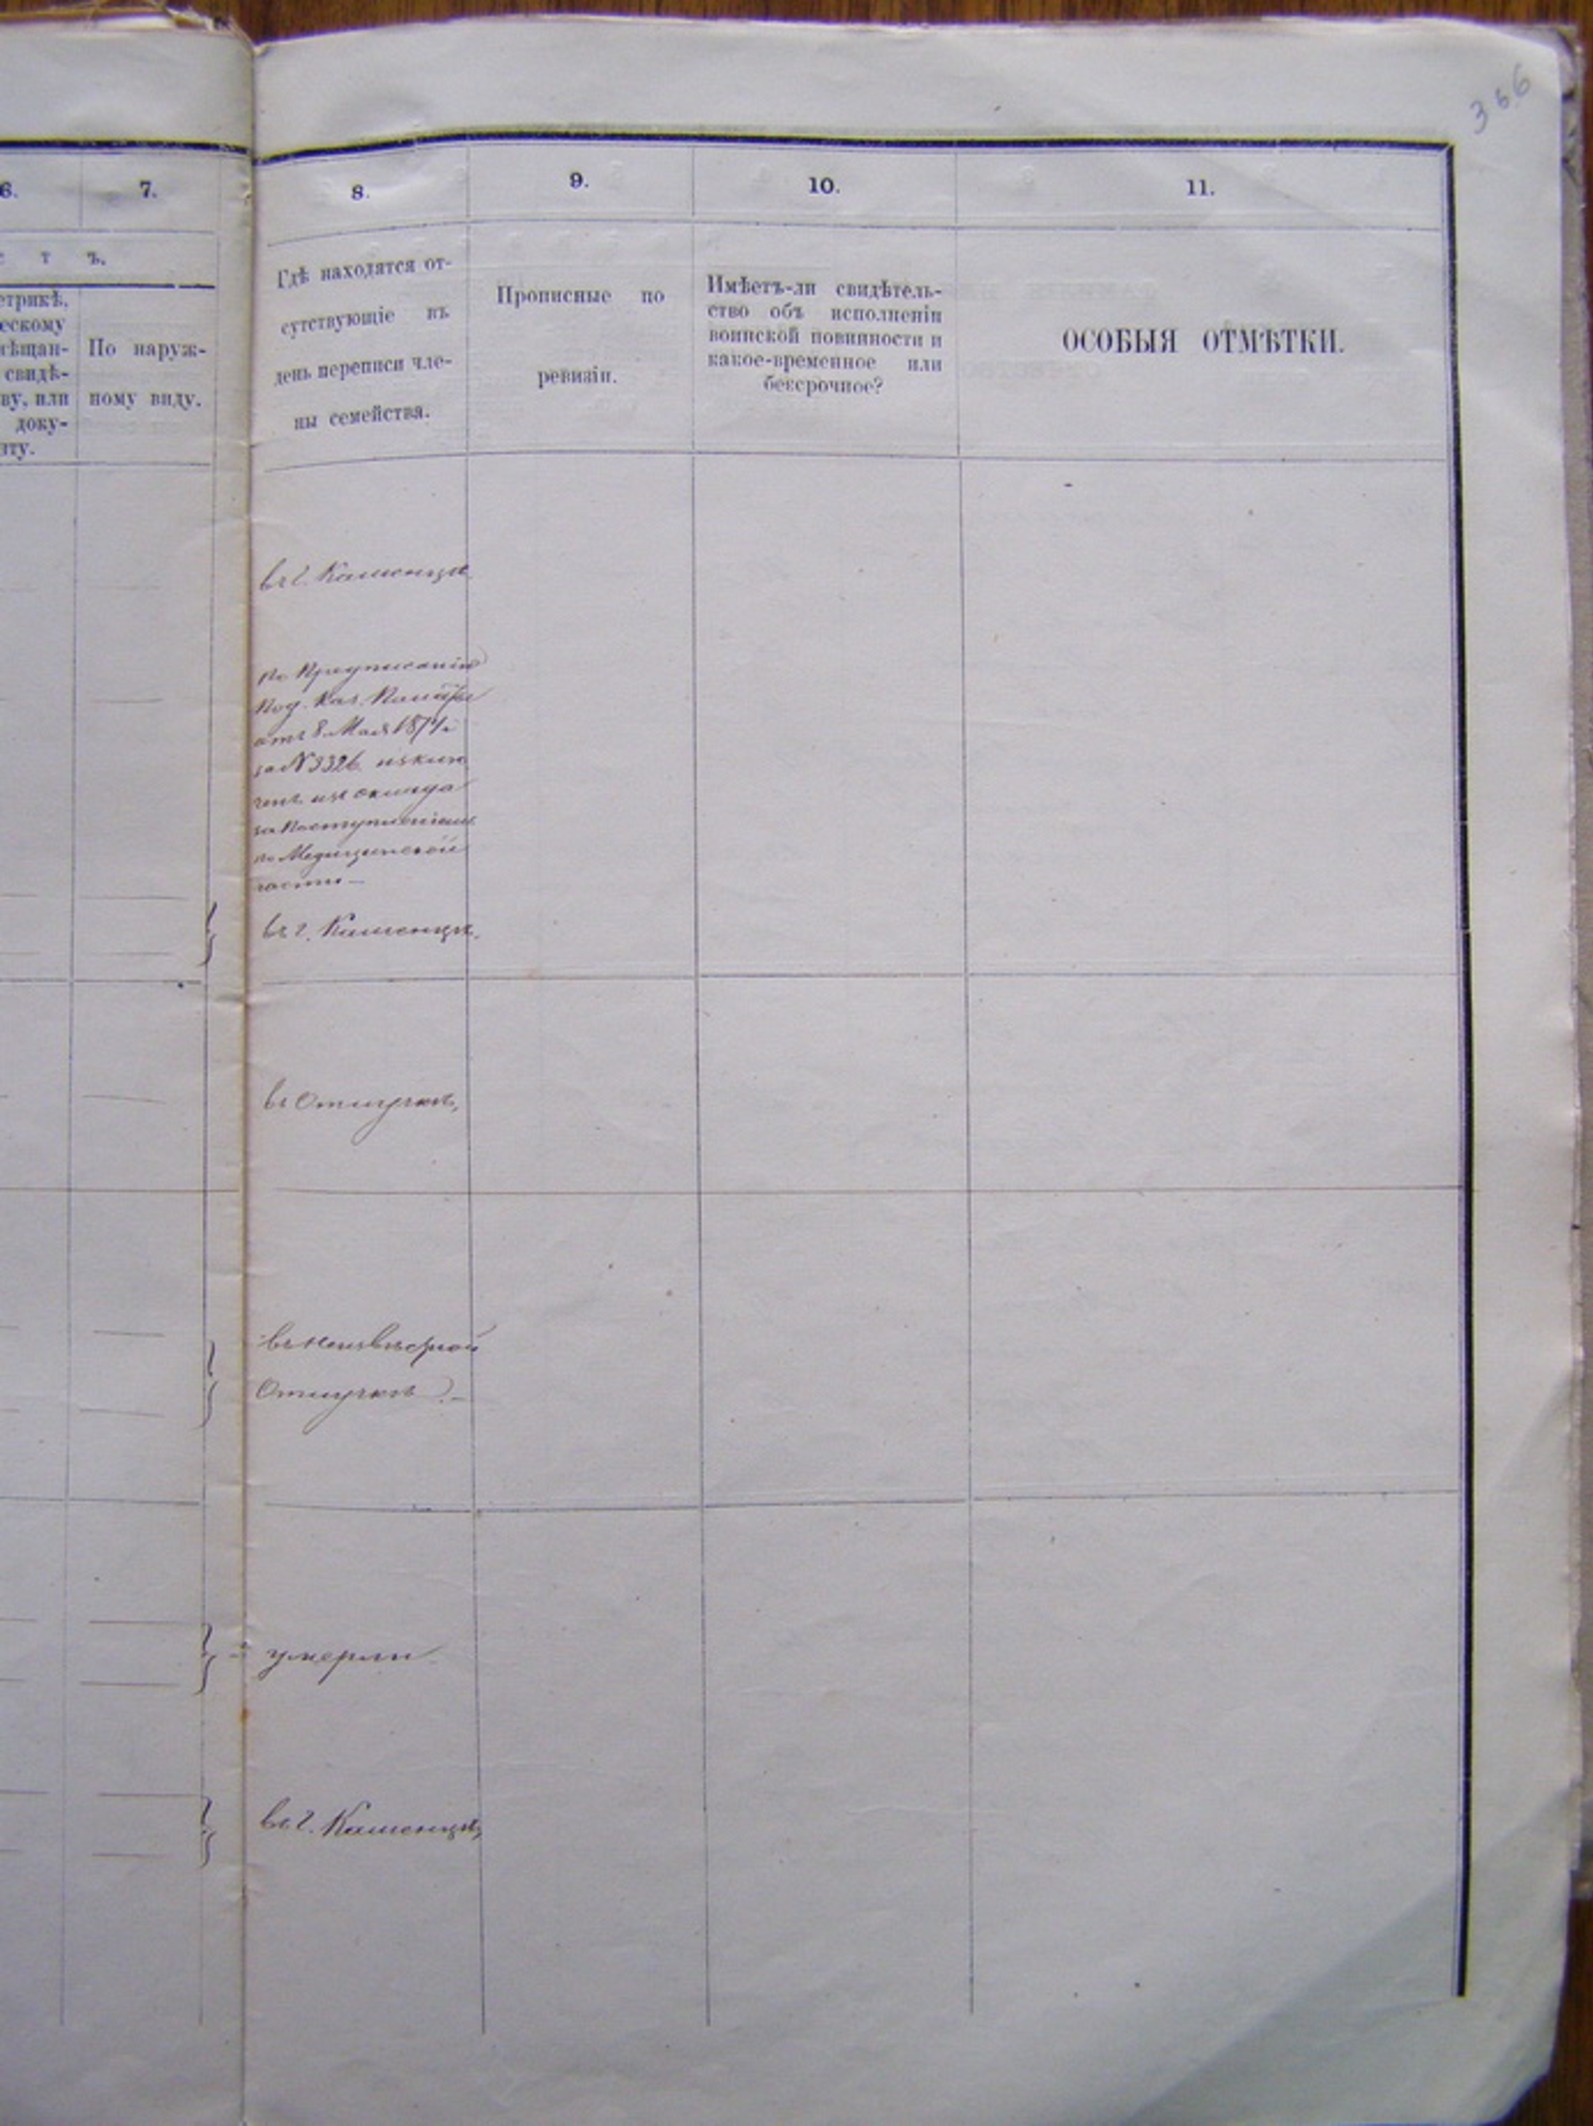 366
6.
7.
8.
9.
10.
11.
с т ъ.
етрикѣ,
ескому
мѣщан-
свидѣ-
ву, или
доку-
нту.
По наруж-
ному виду.
Гдѣ находятся от-
сутствующіе въ
день переписи чле-
ны семейства.
Прописные по
ревизіи.
Имѣетъ-ли свидѣтель-
ство объ исполненіи
воинской повинности и
какое-временное или
безсрочное?
ОСОБЫЯ ОТМѢТКИ.
въ г. Каменцѣ
по Предписанію
Под. Каз. Палаты
отъ 8 Мая 1871 г
за № 3326 исклю
ченъ изъ оклада
за поступленіемъ
по Медицинской
части —
въ г. Каменцѣ.
въ Отлучкѣ,
въ неизвѣстной
Отлучкѣ. —
умерли
въ г. Каменцѣ,